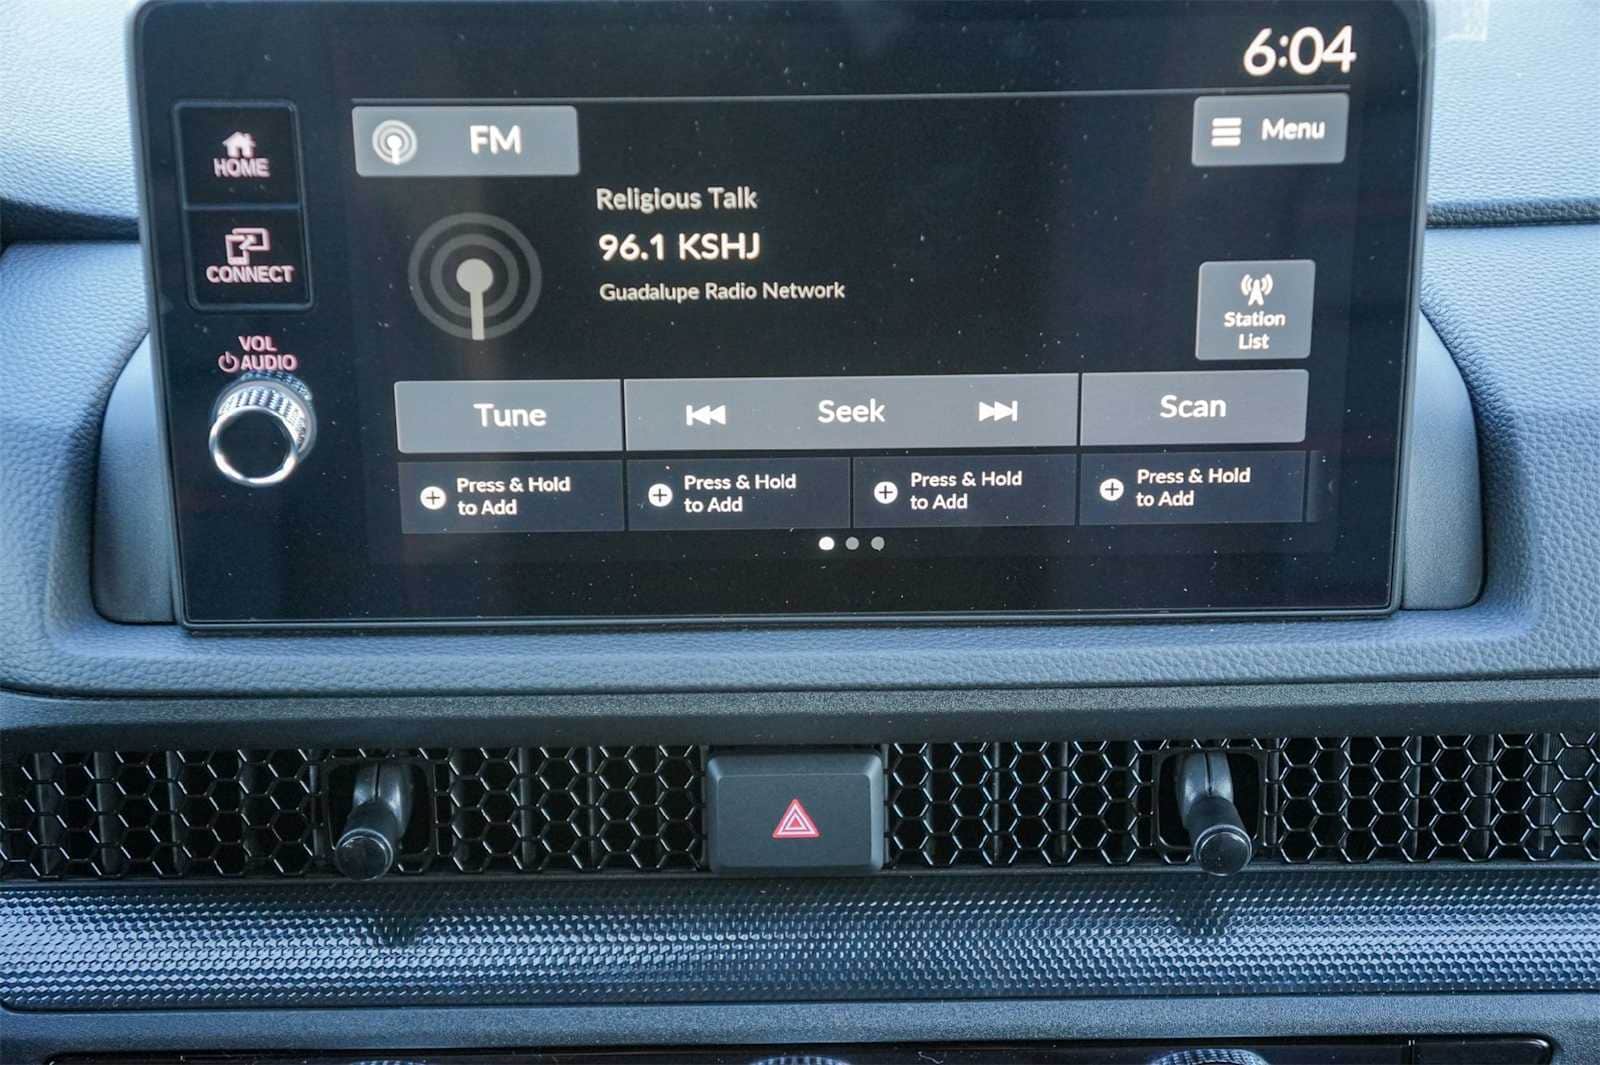 6:04
HOME
FM
Menu
Religious Talk
96.1 KSHJ
Guadalupe Radio Network
CONNECT
Station
List
VOL
AUDIO
Tune
Seek
Scan
Press & Hold
to Add
Press & Hold
to Add
Press & Hold
to Add
Press & Hold
to Add